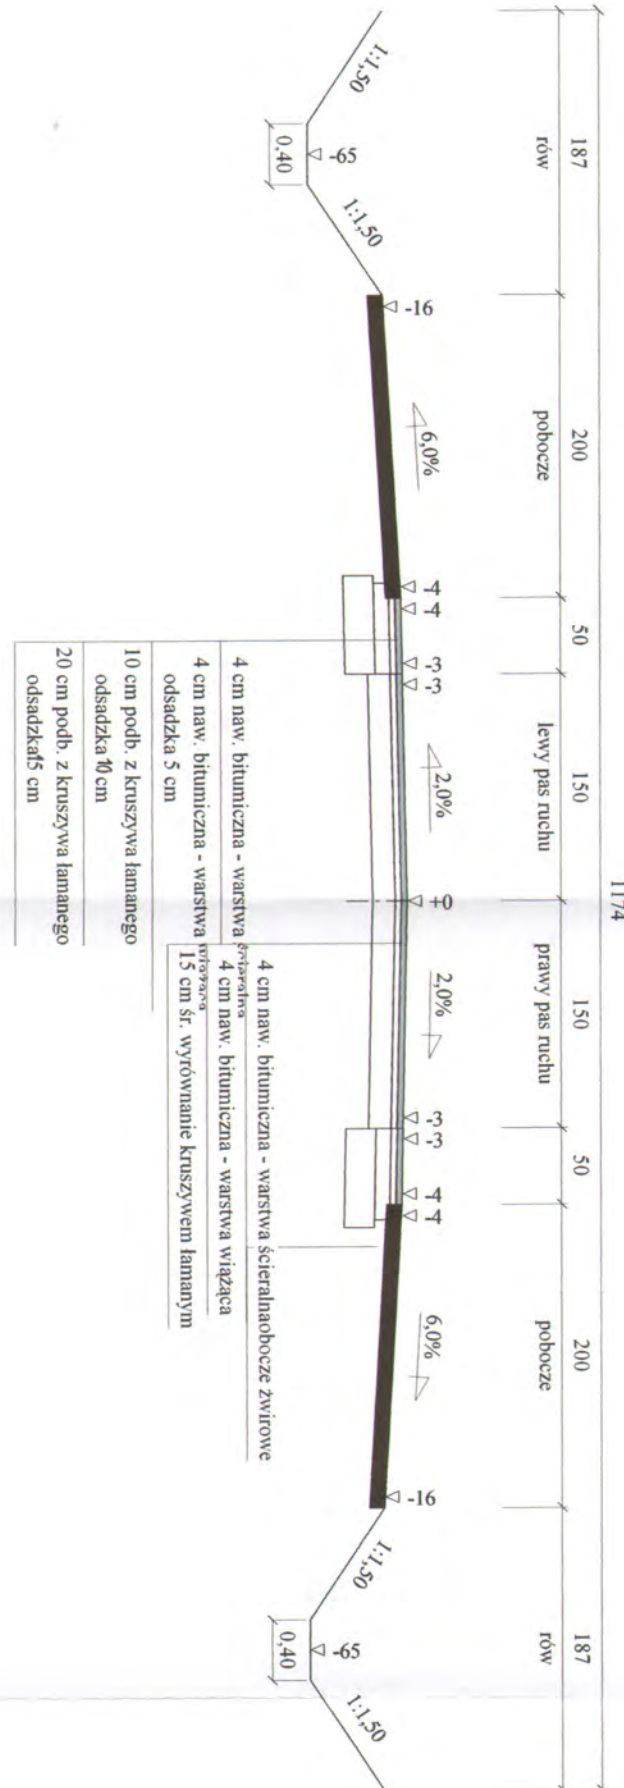 1174
187
200
50
150
150
50
200
187
rów
pobocze
lewy pas ruchu
prawy pas ruchu
pobocze
rów
1:1,50
-65
0,40
1:1,50
-16
6,0%
-4
-4
-3
-3
2,0%
+0
2,0%
-3
-3
-4
-4
6,0%
-16
1:1,50
-65
0,40
1:1,50
4 cm naw. bitumiczna - warstwa ścieralna
4 cm naw. bitumiczna - warstwa wiążąca
odsadzka 5 cm
10 cm podb. z kruszywa łamanego
odsadzka 10 cm
20 cm podb. z kruszywa łamanego
odsadzka15 cm
4 cm naw. bitumiczna - warstwa ścieralnaobocze żwirowe
4 cm naw. bitumiczna - warstwa wiążąca
15 cm śr. wyrównanie kruszywem łamanym